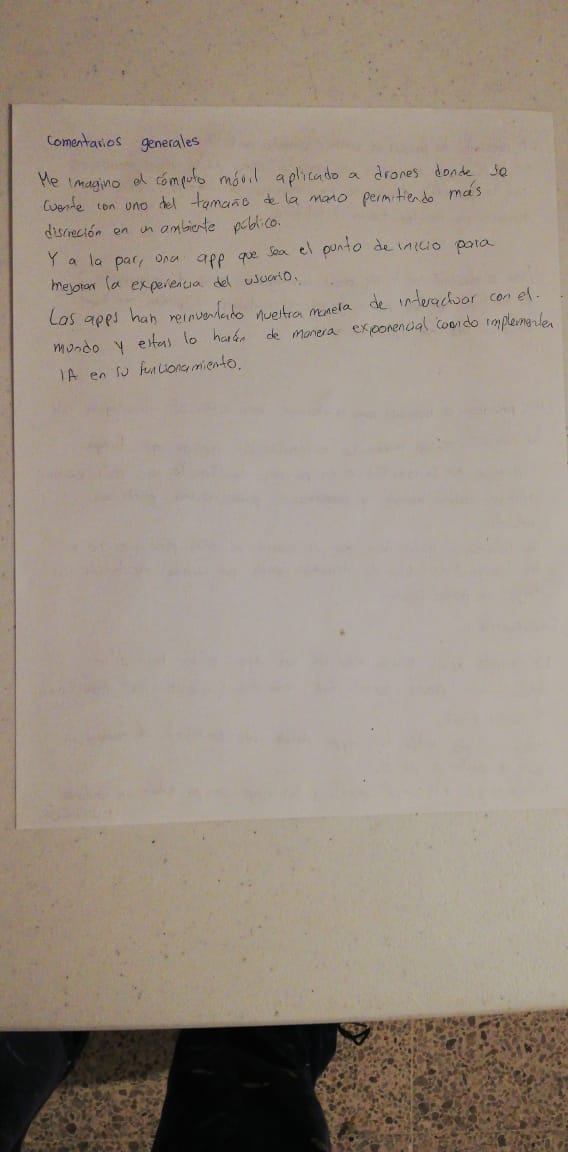 Comentarios generales
Me imagino el cómputo móvil aplicado a drones donde se
cuente con uno del tamaño de la mano permitiendo más
discreción en un ambiente público.
Y a la par, una app que sea el punto de inicio para
mejorar la experiencia del usuario.
Las apps han reinventado nuestra manera de interactuar con el
mundo y estas lo harán de manera exponencial cuando implementen
IA en su funcionamiento.